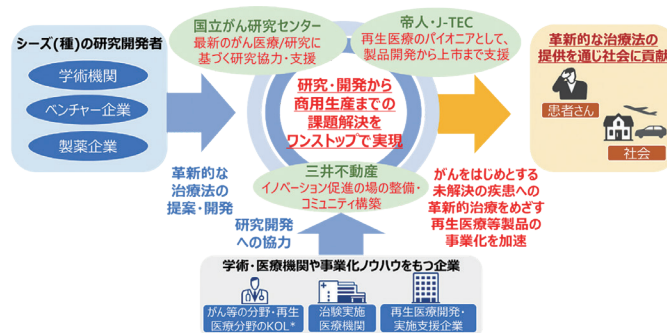 シーズ(種)の研究開発者
学術機関
ベンチャー企業
製薬企業
国立がん研究センター
最新のがん医療/研究に
基づく研究協力・支援
帝人・J-TEC
再生医療のパイオニアとして、
製品開発から上市まで支援
研究・開発から
商用生産までの
課題解決を
ワンストップで実現
三井不動産
イノベーション促進の場の整備・
コミュニティ構築
革新的な治療法の
提供を通じ社会に貢献
患者さん
社会
革新的な
治療法の
提案・開発
研究開発
への協力
がんをはじめとする
未解決の疾患への
革新的治療をめざす
再生医療等製品の
事業化を加速
学術・医療機関や事業化ノウハウをもつ企業
がん等の分野・再生
医療分野のKOL*
治験実施
医療機関
再生医療開発・
実施支援企業